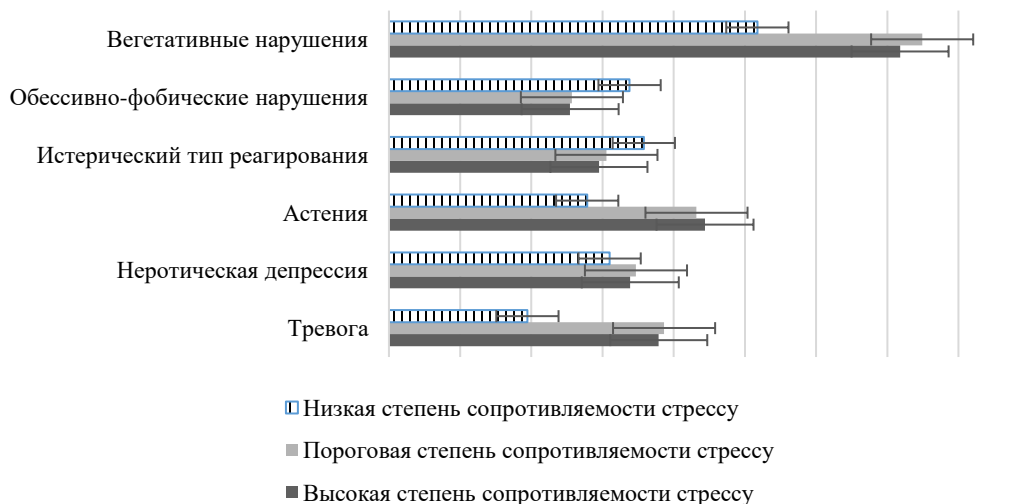 Вегетативные нарушения
Обессивно-фобические нарушения
Истерический тип реагирования
Астения
Неротическая депрессия
Тревога
Низкая степень сопротивляемости стрессу
Пороговая степень сопротивляемости стрессу
Высокая степень сопротивляемости стрессу